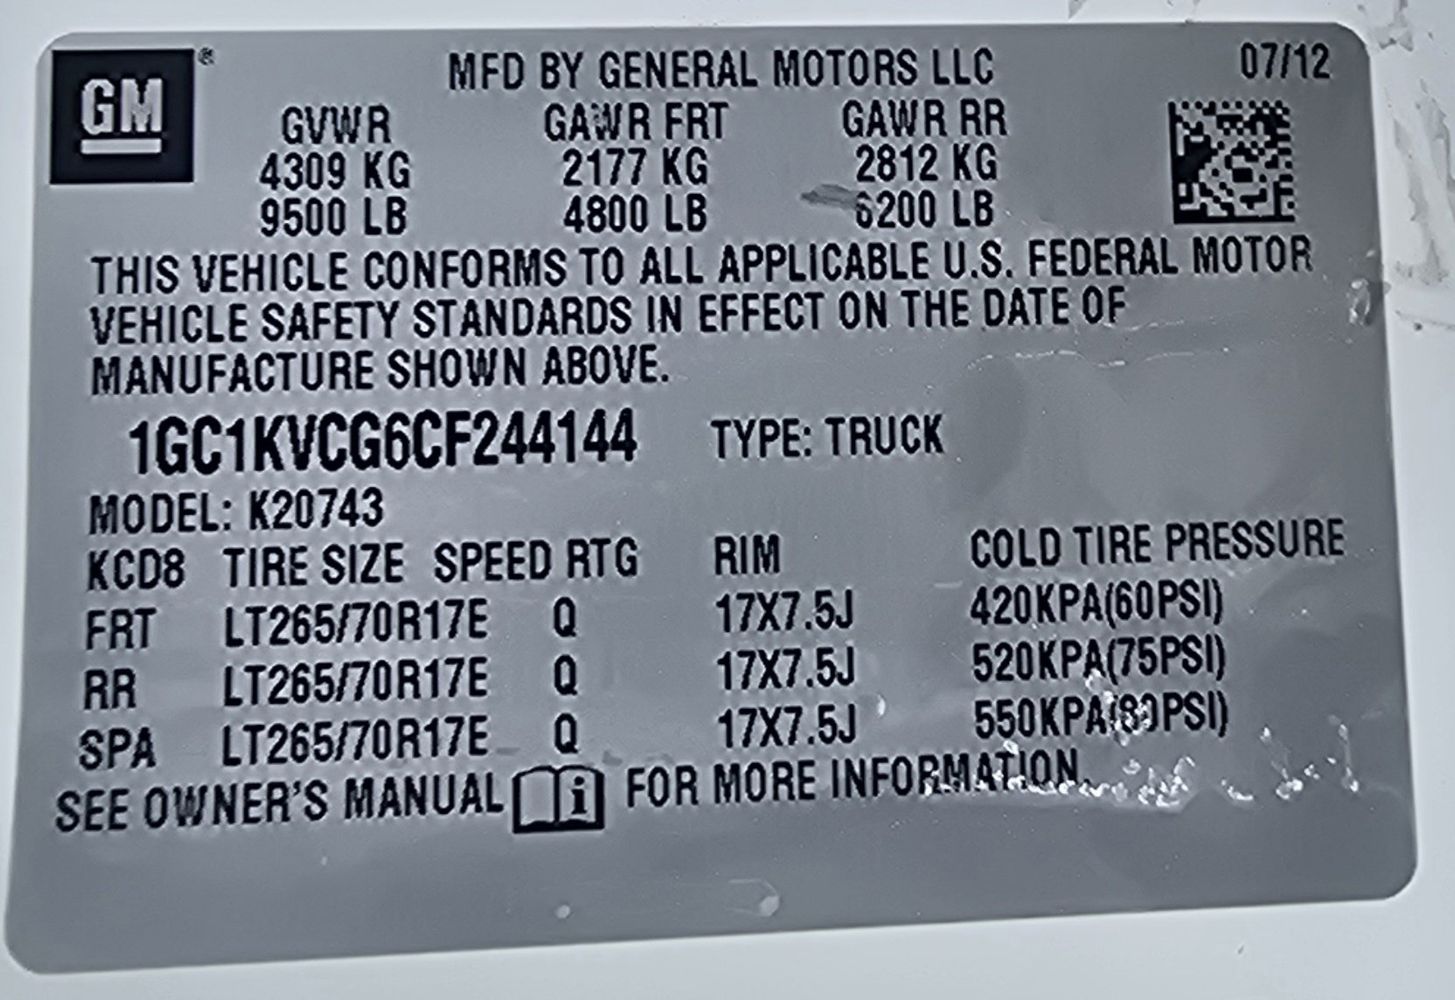 GM® MFD BY GENERAL MOTORS LLC 07/12
GVWR GAWR FRT GAWR RR
4309 KG 2177 KG 2812 KG
9500 LB 4800 LB 6200 LB
THIS VEHICLE CONFORMS TO ALL APPLICABLE U.S. FEDERAL MOTOR
VEHICLE SAFETY STANDARDS IN EFFECT ON THE DATE OF
MANUFACTURE SHOWN ABOVE.
1GC1KVCG6CF244144 TYPE: TRUCK
MODEL: K20743
KCD8 TIRE SIZE SPEED RTG RIM COLD TIRE PRESSURE
FRT LT265/70R17E Q 17X7.5J 420KPA(60PSI)
RR LT265/70R17E Q 17X7.5J 520KPA(75PSI)
SPA LT265/70R17E Q 17X7.5J 550KPA(80PSI)
SEE OWNER'S MANUAL i FOR MORE INFORMATION.